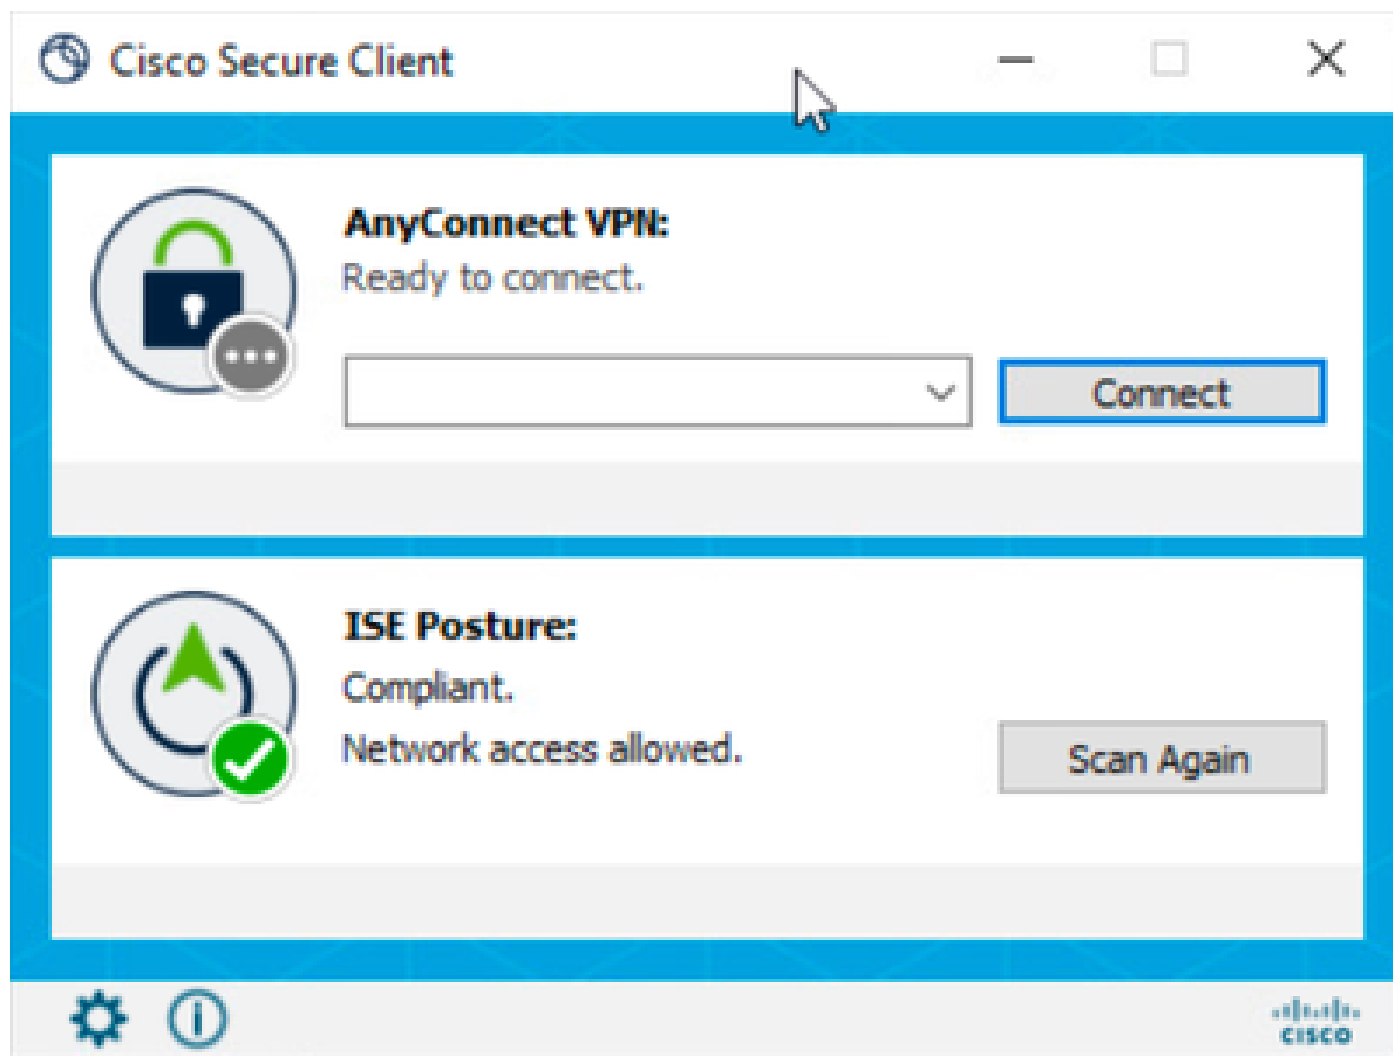 Cisco Secure Client
AnyConnect VPN:
Ready to connect.
Connect
ISE Posture:
Compliant.
Network access allowed.
Scan Again
CISCO